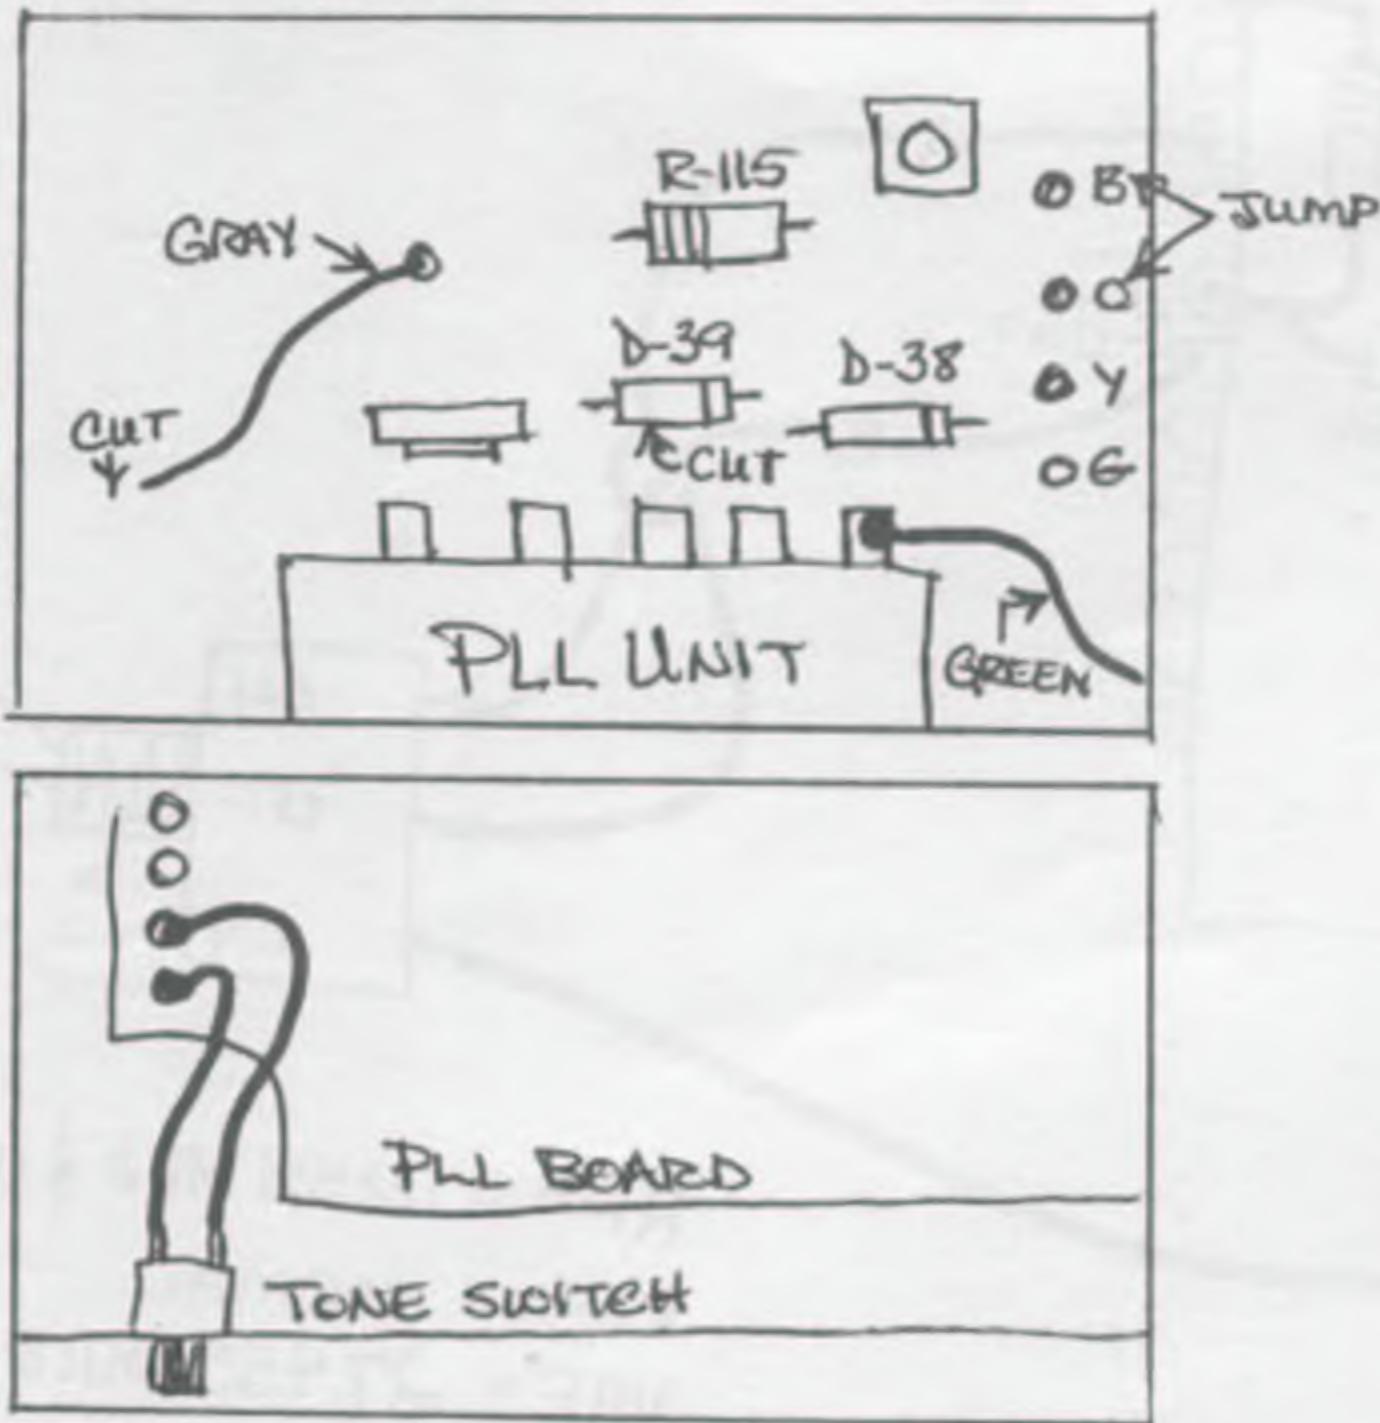 R-115
B
JUMP
GRAY
O
D-39
D-38
Y
CUT
CUT
G
PLL UNIT
GREEN
PLL BOARD
TONE SWITCH